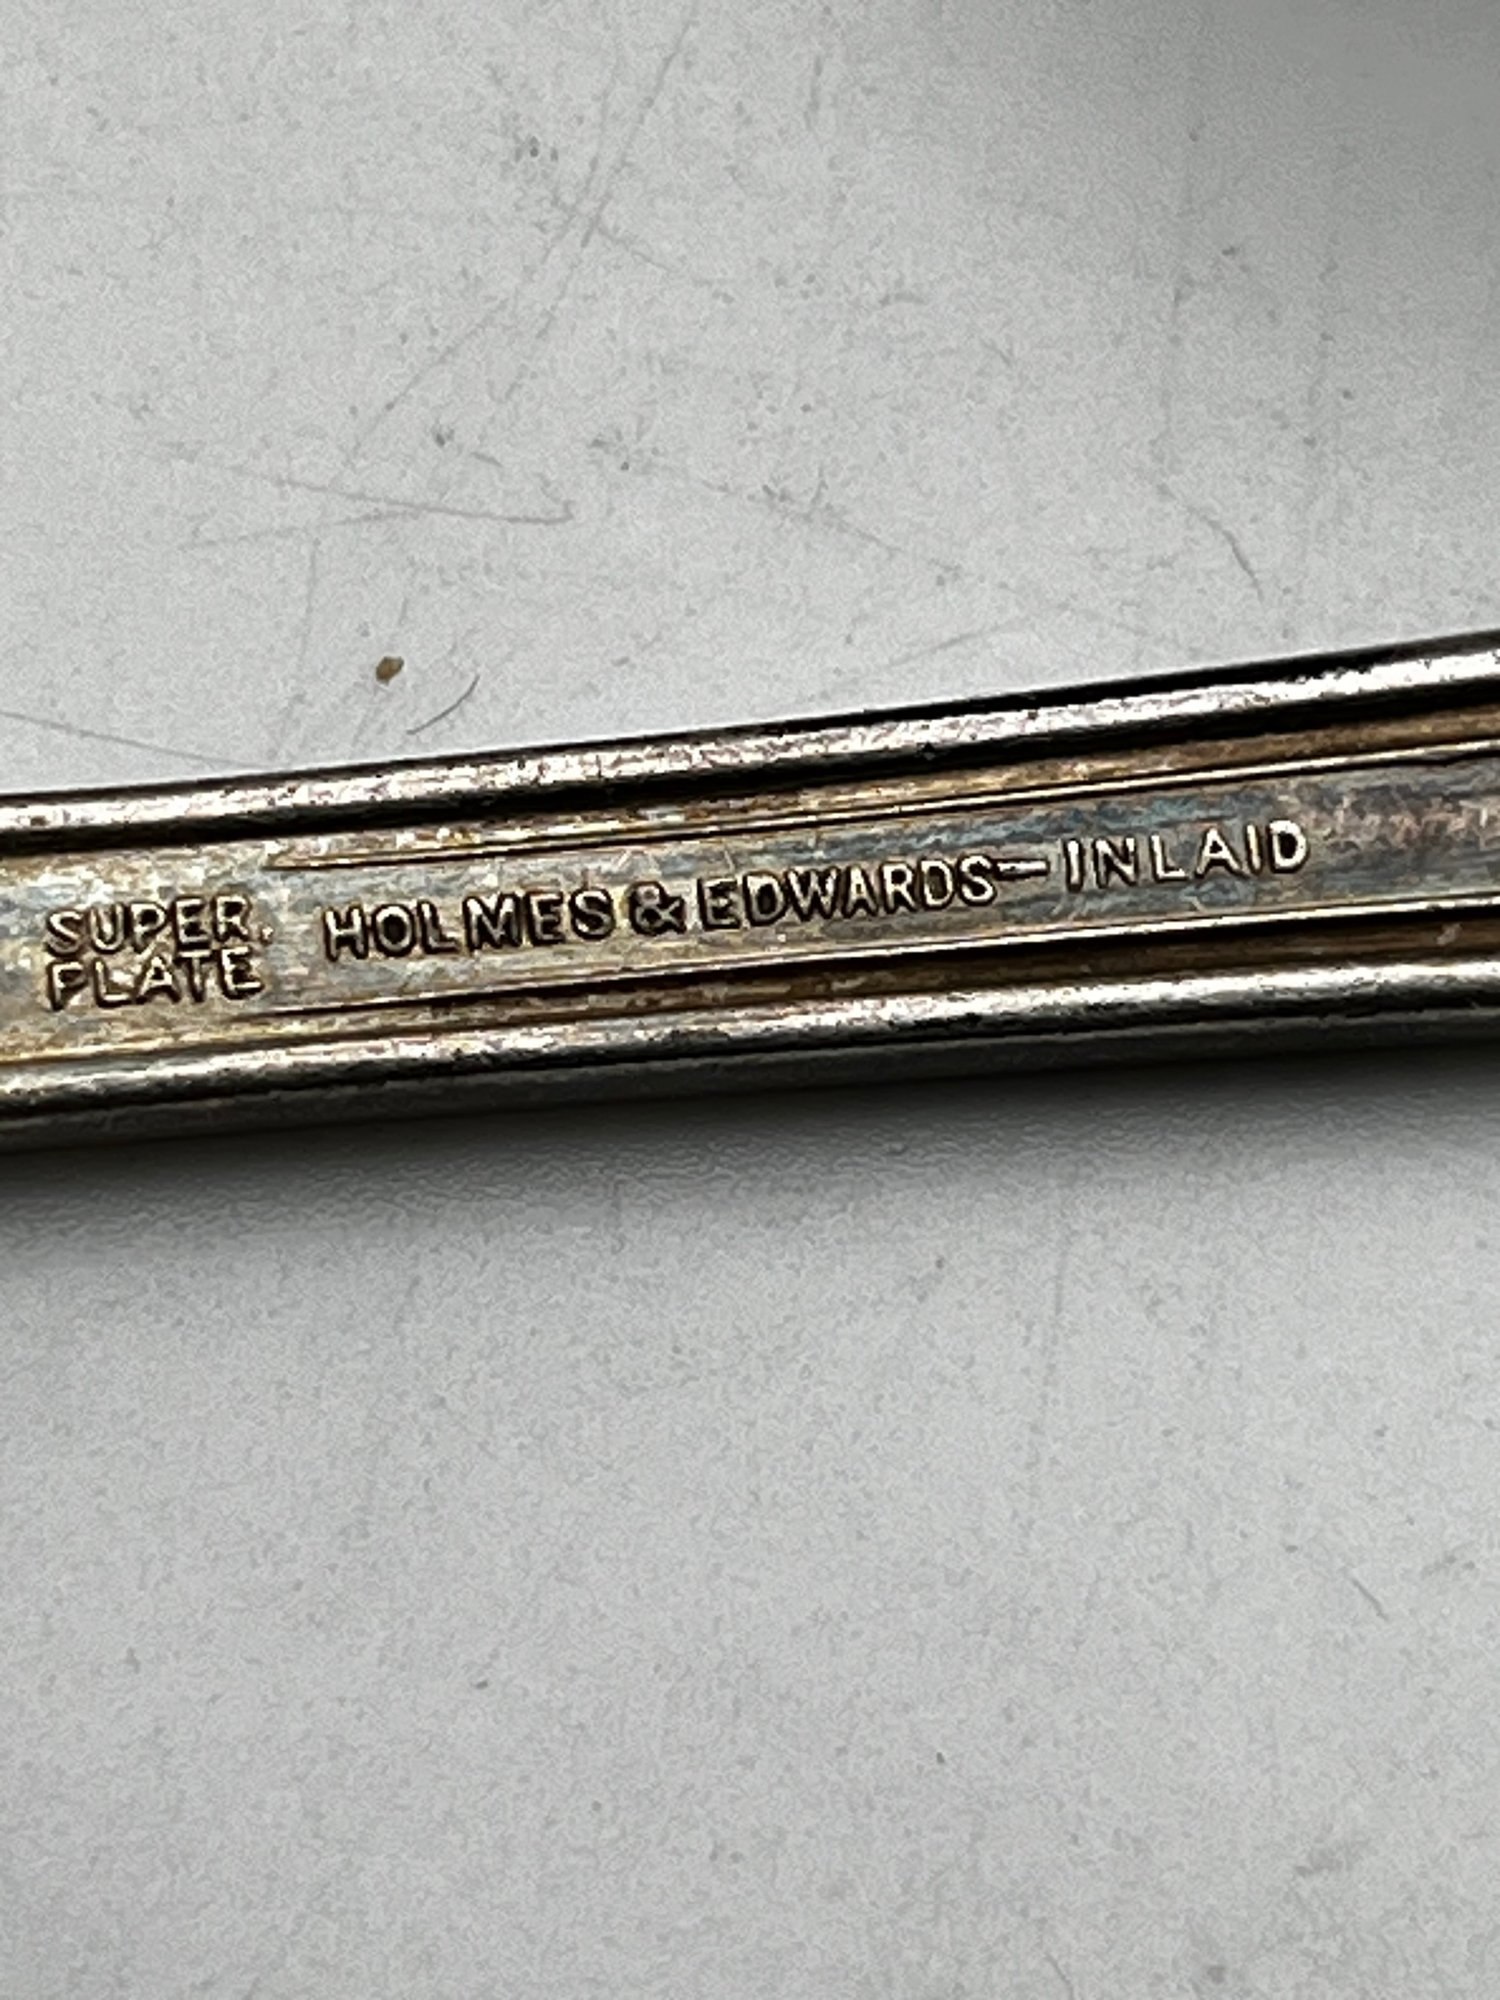 SUPER.
PLATE
HOLMES & EDWARDS—INLAID